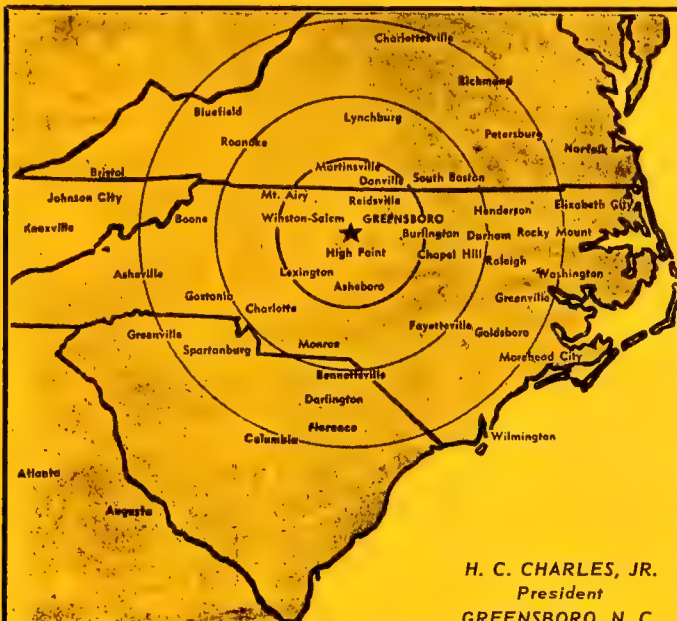 Charlottesville
Richmond
Bluefield
Lynchburg
Roanoke
Petersburg
Norfolk
Martinsville
Bristol
Danville
South Boston
Johnson City
Mt. Airy
Reidsville
Henderson
Elizabeth City
Knoxville
Boone
Winston-Salem
GREENSBORO
Burlington
Durham
Rocky Mount
High Point
Chapel Hill
Raleigh
Asheville
Lexington
Washington
Asheboro
Gastonia
Charlotte
Greenville
Greenville
Fayetteville
Goldsboro
Spartanburg
Monroe
Morehead City
Bennettsville
Darlington
Florence
Columbia
Wilmington
Atlanta
Augusta
H. C. CHARLES, JR.
President
GREENSBORO, N. C.